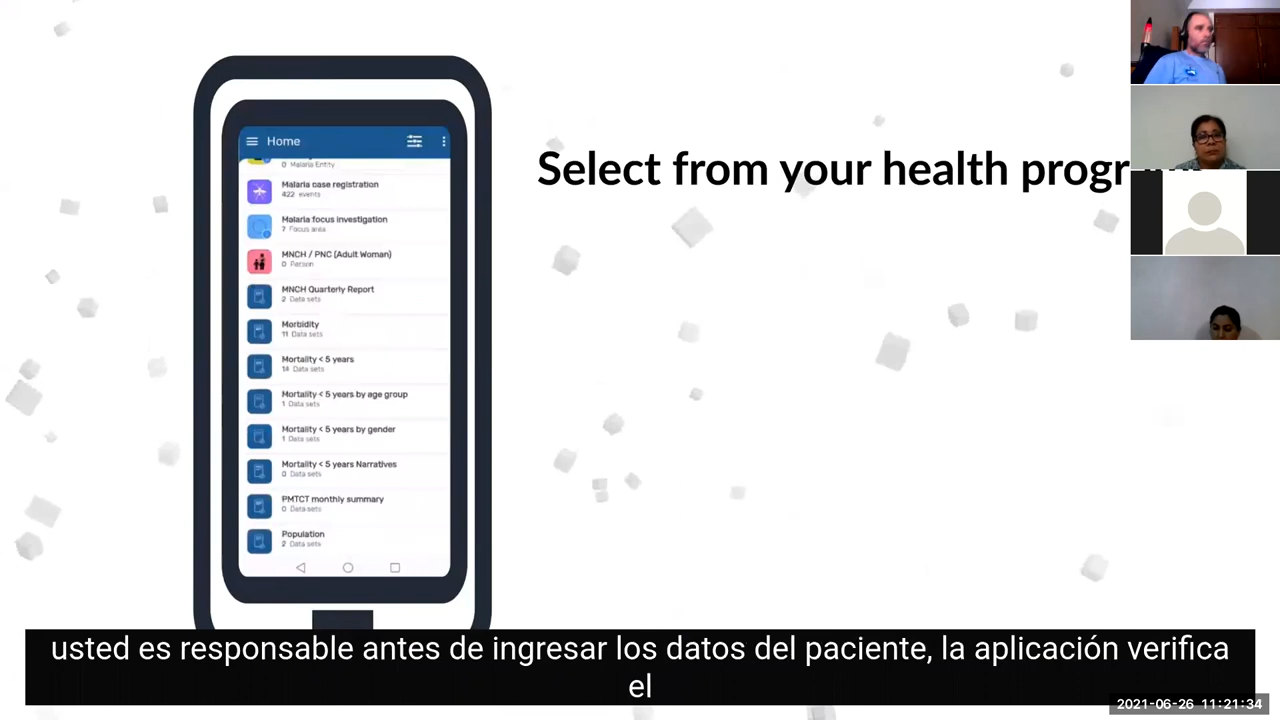 Home
0 Malaria Entity
Malaria case registration
422 events
Malaria focus investigation
7 Focus area
MNCH / PNC (Adult Woman)
0 Person
MNCH Quarterly Report
2 Data sets
Morbidity
11 Data sets
Mortality < 5 years
14 Data sets
Mortality < 5 years by age group
1 Data sets
Mortality < 5 years by gender
1 Data sets
Mortality < 5 years Narratives
0 Data sets
PMTCT monthly summary
0 Data sets
Population
2 Data sets
Select from your health
usted es responsable antes de ingresar los datos del paciente, la aplicación verifica
el
2021-06-26 11:21:34